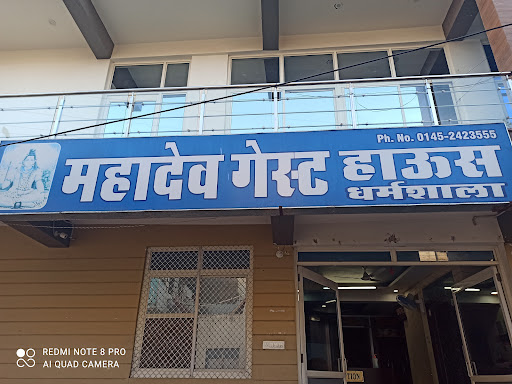 Ph. No. 0145-2423555
महादेव गेस्ट हाऊस
धर्मशाला
REDMI NOTE 8 PRO
AI QUAD CAMERA